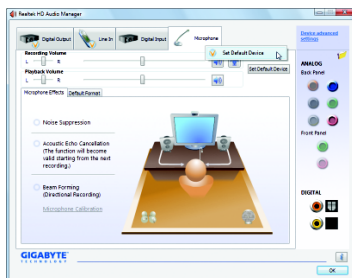 Realtek HD Audio Manager
Digital Output
Line In
Digital Input
Microphone
Device advanced settings
Set Default Device
Recording Volume
L R
Playback Volume
L R
Set Default Device
Microphone Effects
Default Format
Noise Suppression
Acoustic Echo Cancellation
(The function will become
valid starting from the next
recording.)
Beam Forming
(Directional Recording)
Microphone Calibration
ANALOG
Back Panel
Front Panel
DIGITAL
GIGABYTE
TECHNOLOGY
OK